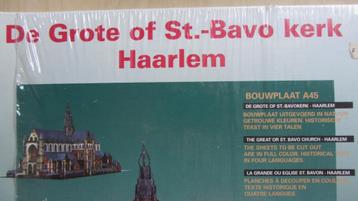 De Grote of St.-Bavo kerk
Haarlem
BOUWPLAAT A45
DE GROTE OF ST. BAVOKERK - HAARLEM
BOUWPLAAT UITGEVOERD IN
GETROUWE KLEUREN. HISTORISCHE
TEKST IN VIER TALEN
THE GREAT OR ST. BAVO CHURCH - HAARLEM
THE SHEETS TO BE CUT OUT
ARE IN FULL COLOR. HISTORICAL
IN FOUR LANGUAGES
LA GRANDE OU EGLISE ST. BAVON - HAARLEM
PLANCHES A DECOUPER EN
TEXTE HISTORIQUE EN
QUATRE LANGUES